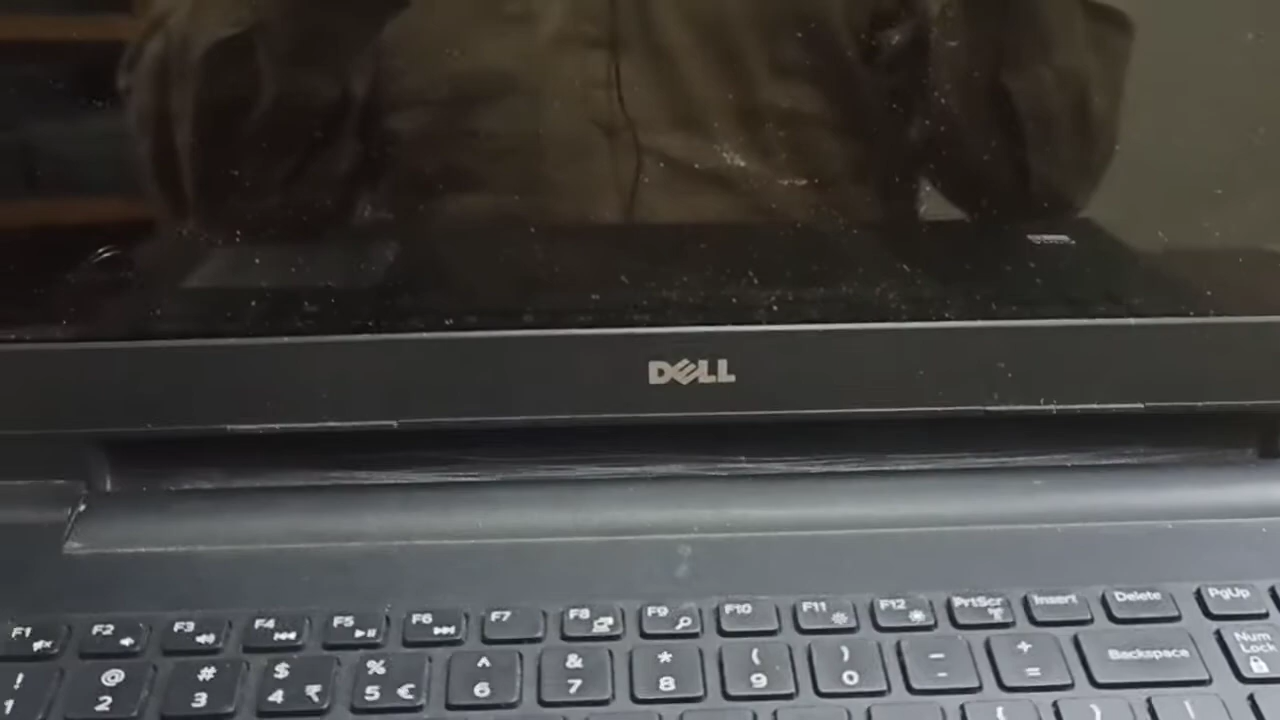 DELL
F1 F2 F3 F4 F5 F6 F7 F8 F9 F10 F11 F12 PrtScr Insert Delete PgUp
! @ # $ % ^ & * ( ) _ + Backspace Num Lock
1 2 3 4 ₹ 5 € 6 7 8 9 0 - =
{ } |